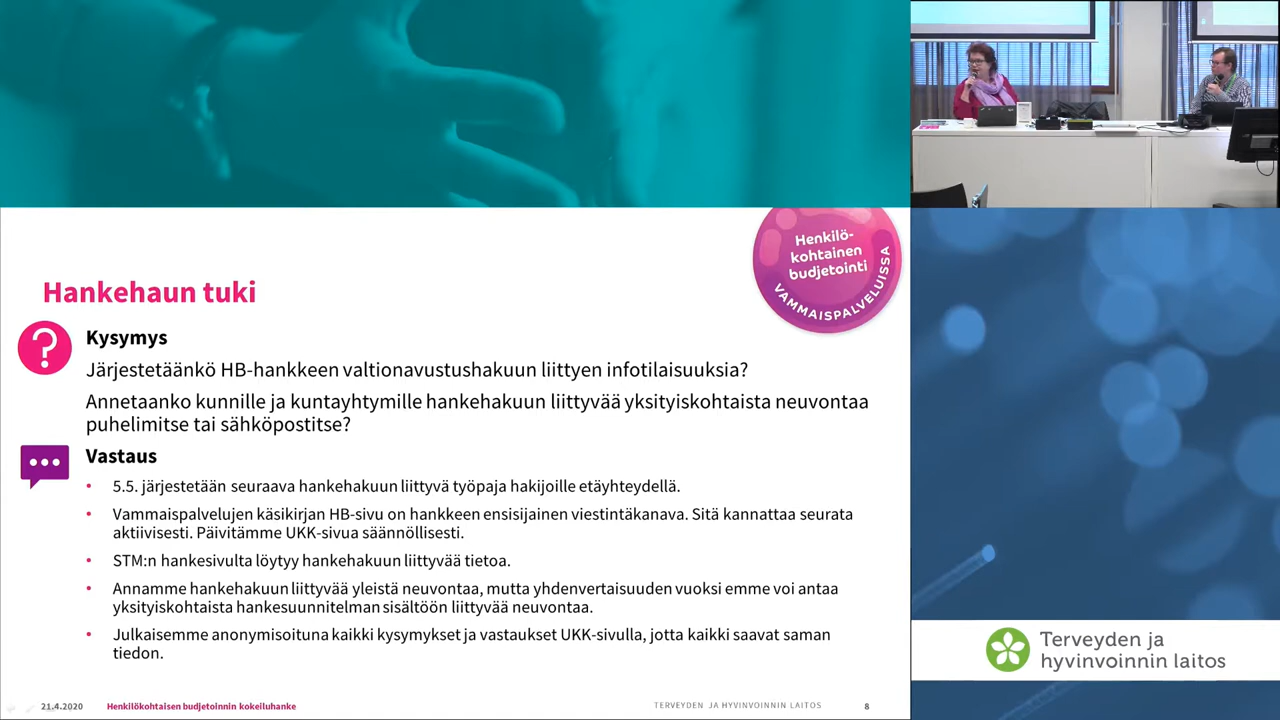 Henkilö-
kohtainen
budjetointi
VAMMAISPALVELUISSA
Hankehaun tuki
?
Kysymys
Järjestetäänkö HB-hankkeen valtionavustushakuun liittyen infotilaisuuksia?
Annetaanko kunnille ja kuntayhtymille hankehakuun liittyvää yksityiskohtaista neuvontaa
puhelimitse tai sähköpostitse?
Vastaus
• 5.5. järjestetään seuraava hankehakuun liittyvä työpaja hakijoille etäyhteydellä.
• Vammaispalvelujen käsikirjan HB-sivu on hankkeen ensisijainen viestintäkanava. Sitä kannattaa seurata
aktiivisesti. Päivitämme UKK-sivua säännöllisesti.
• STM:n hankesivulta löytyy hankehakuun liittyvää tietoa.
• Annamme hankehakuun liittyvää yleistä neuvontaa, mutta yhdenvertaisuuden vuoksi emme voi antaa
yksityiskohtaista hankesuunnitelman sisältöön liittyvää neuvontaa.
• Julkaisemme anonymisoituna kaikki kysymykset ja vastaukset UKK-sivulla, jotta kaikki saavat saman
tiedon.
21.4.2020 Henkilökohtaisen budjetoinnin kokeiluhanke TERVEYDEN JA HYVINVOINNIN LAITOS 8
Terveyden ja
hyvinvoinnin laitos